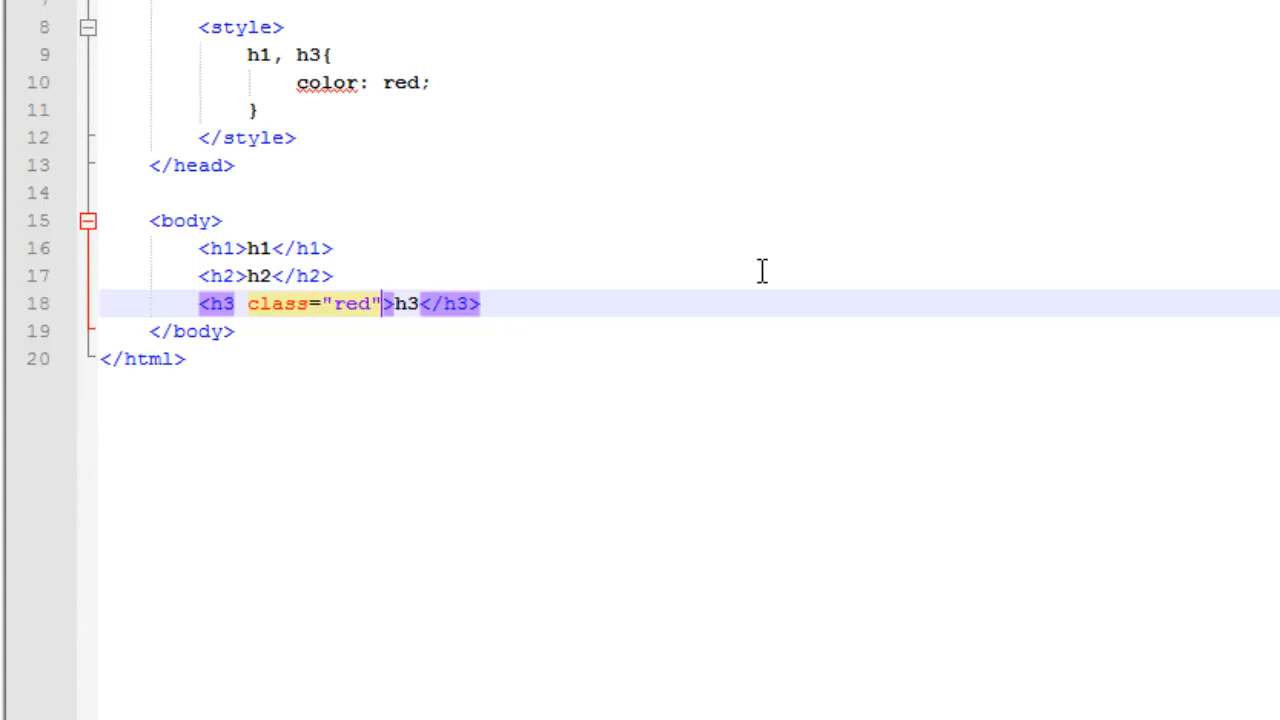 8 <style>
9 h1, h3{
10 color: red;
11 }
12 </style>
13 </head>
14
15 <body>
16 <h1>h1</h1>
17 <h2>h2</h2>
18 <h3 class="red">h3</h3>
19 </body>
20 </html>